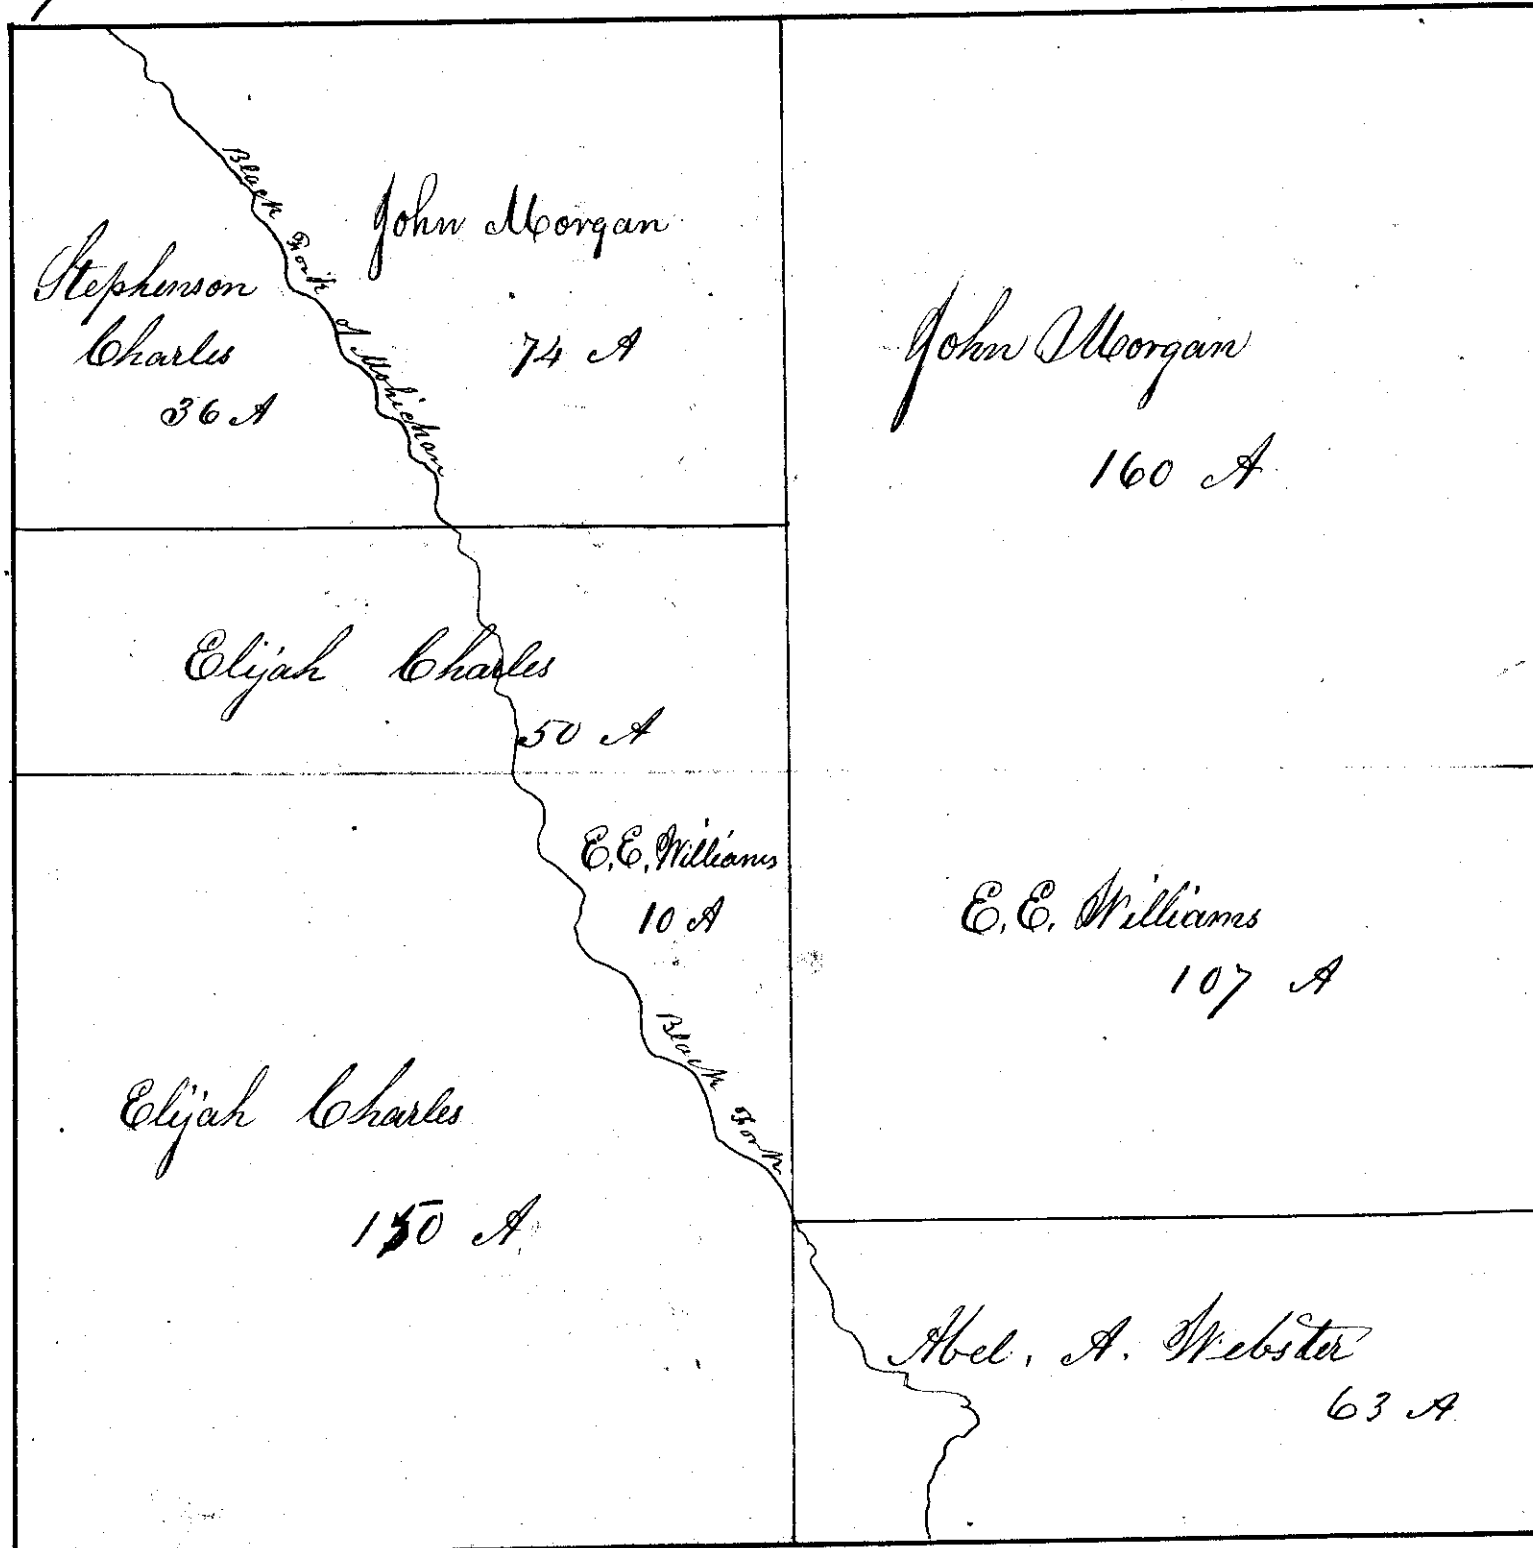 Stephenson
Charles
36 A
Black Fork of Mohichan
John Morgan
74 A
John Morgan
160 A
Elijah Charles
50 A
E. E. Williams
10 A
E. E. Williams
107 A
Black Fork
Elijah Charles
150 A
Abel. A. Webster
63 A